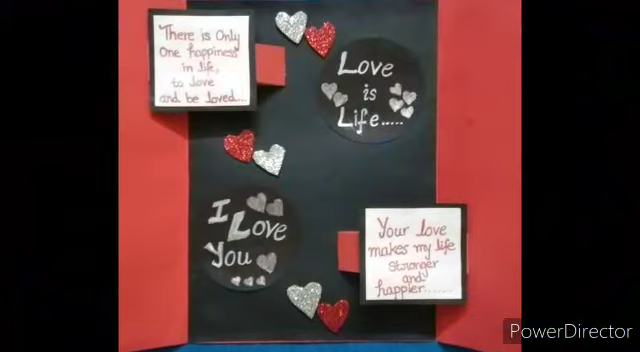 There is Only
One happiness
in life,
to love
and be loved...
Love
is
Life.....
I Love
You
Your love
makes my life
stronger
and
happier.......
PowerDirector